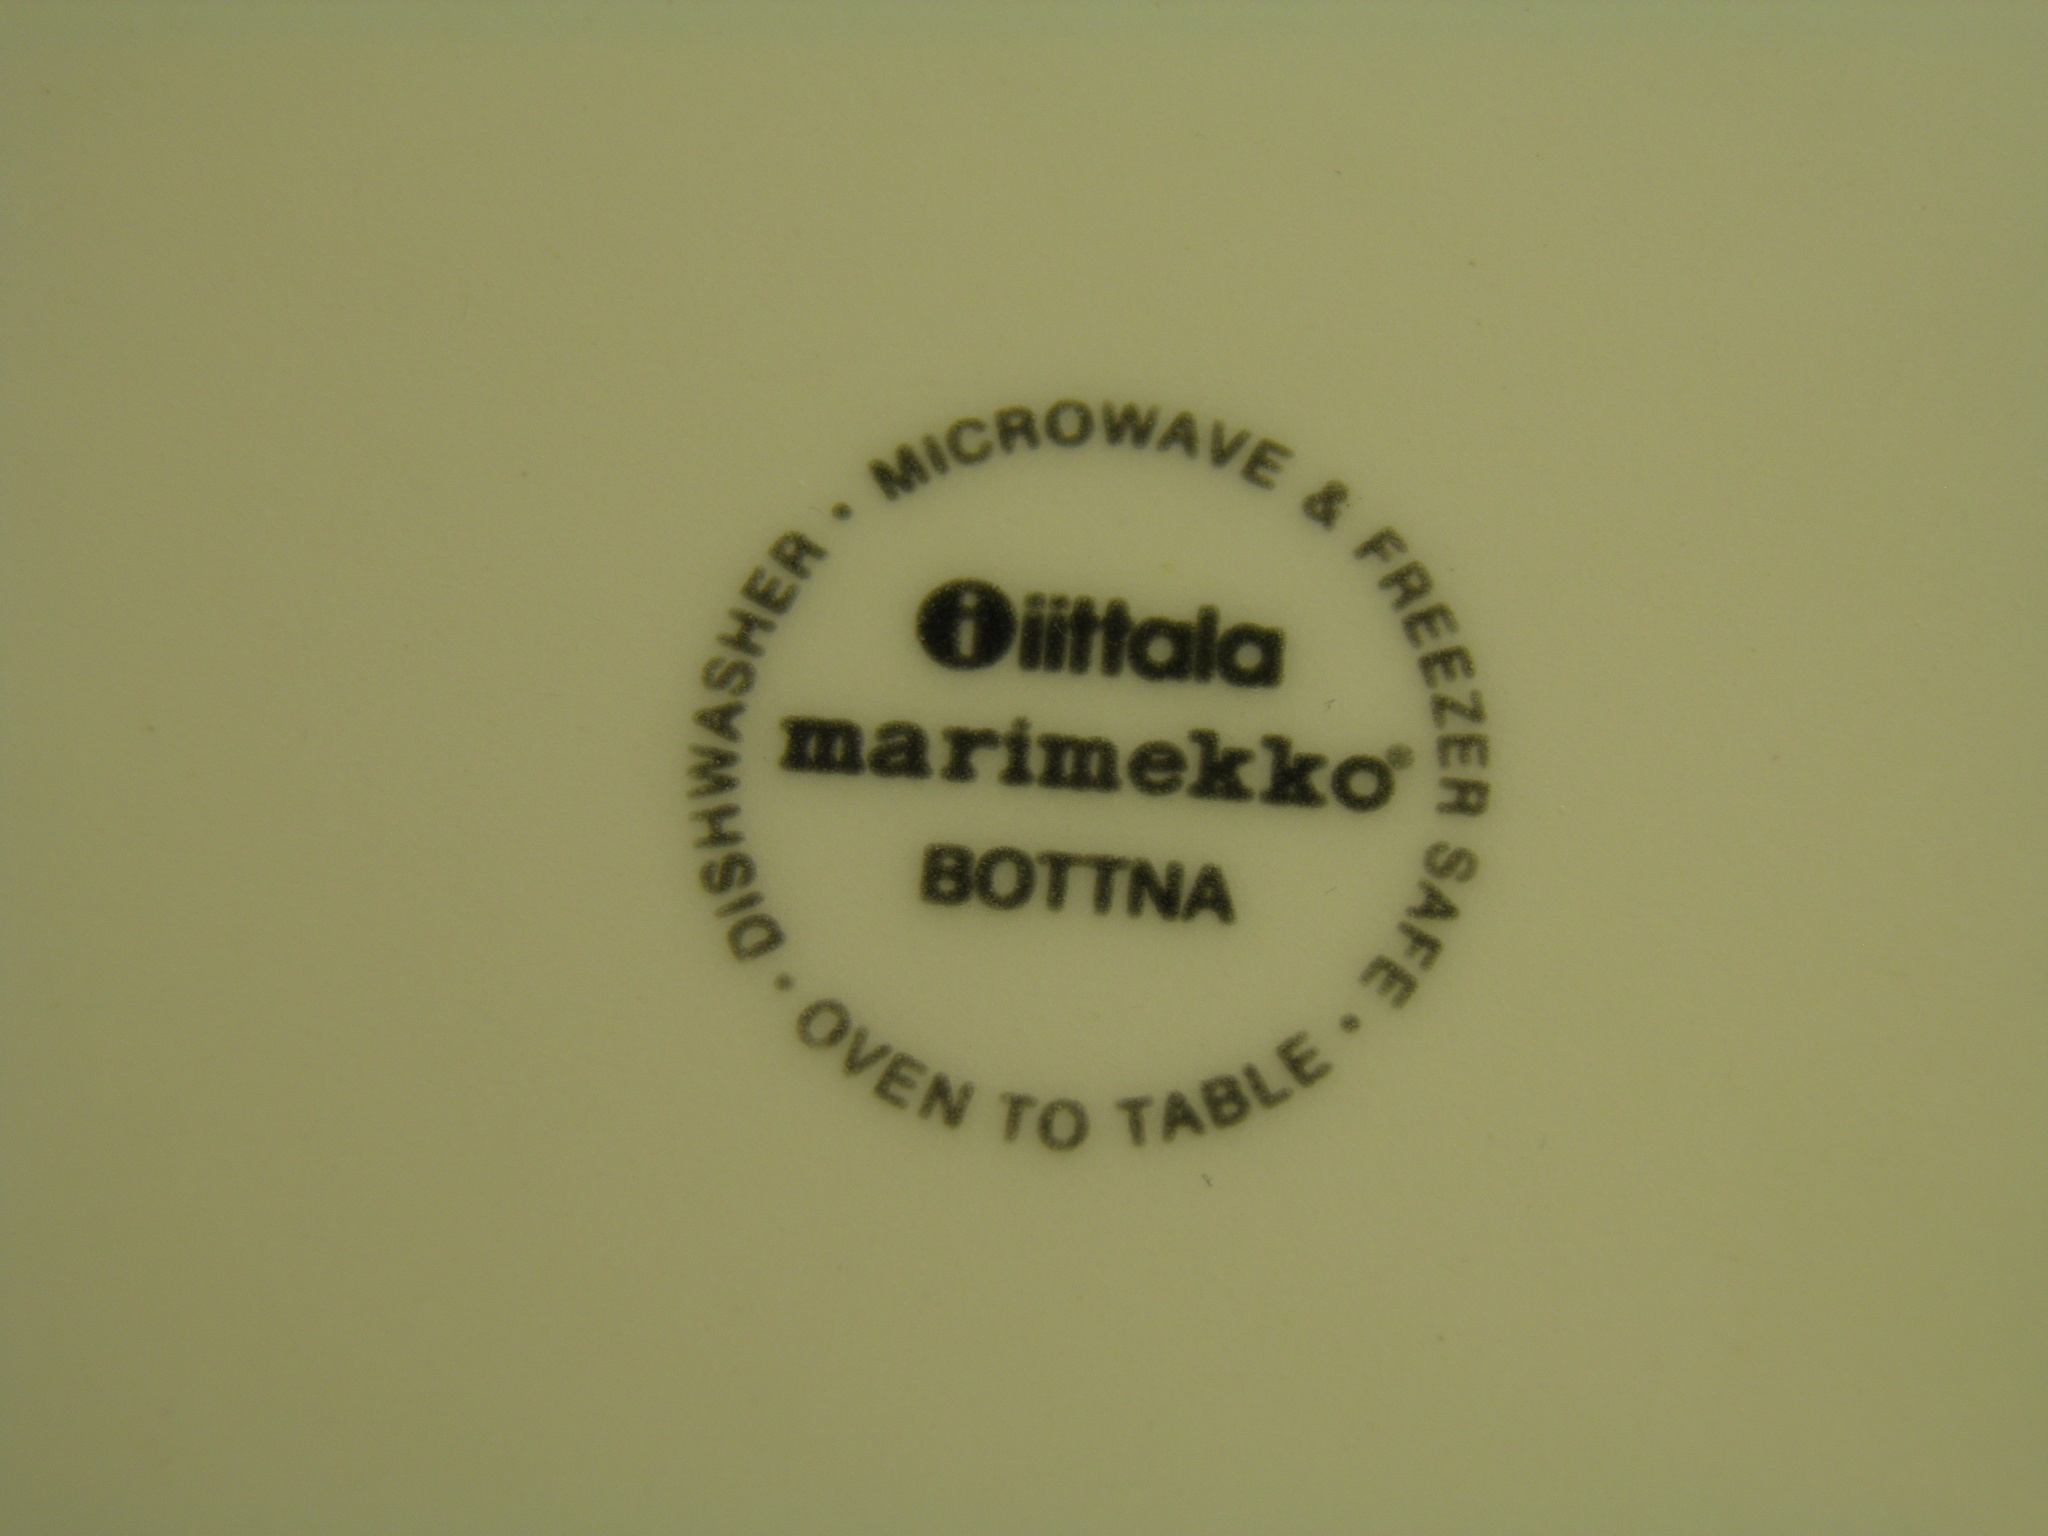 DISHWASHER · MICROWAVE & FREEZER SAFE · OVEN TO TABLE ·
i iittala
marimekko®
BOTTNA